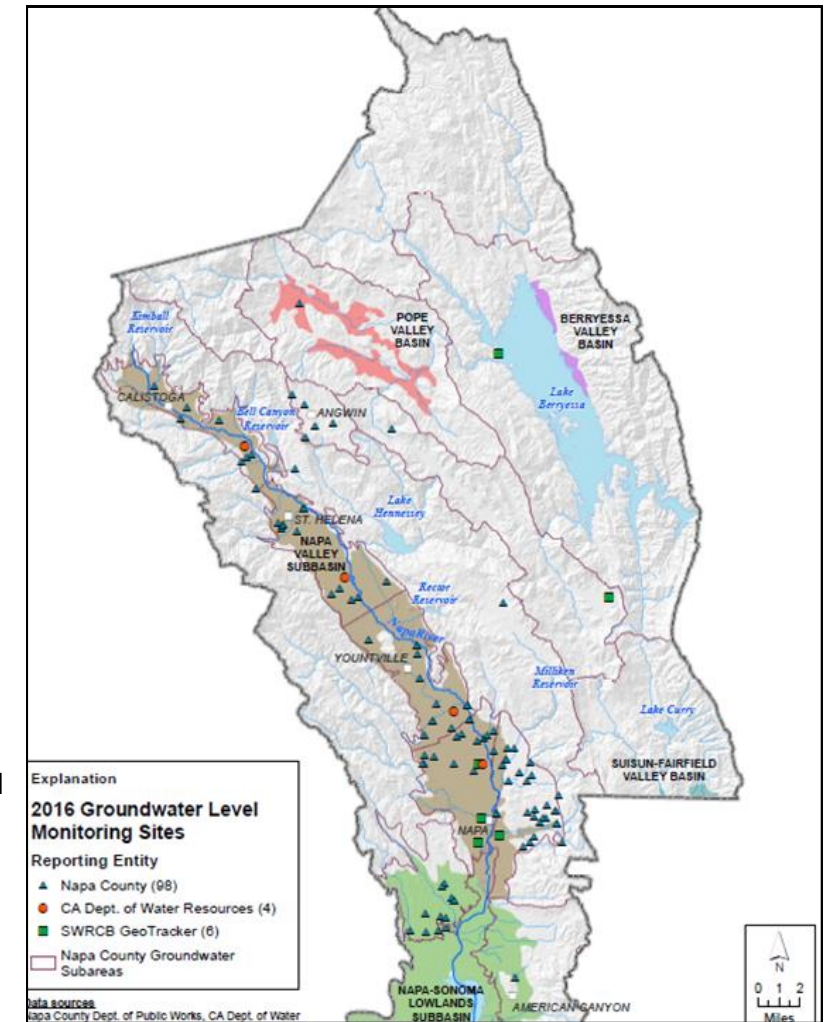 Kimball
Reservoir
POPE
VALLEY
BASIN
BERRYESSA
VALLEY
BASIN
Lake
Berryessa
CALISTOGA
Bell Canyon
Reservoir
ANGWIN
Lake
Hennessey
ST. HELENA
NAPA
VALLEY
SUBBASIN
Rector
Reservoir
Napa River
YOUNTVILLE
Milliken
Reservoir
Lake Curry
SUISUN-FAIRFIELD
VALLEY BASIN
NAPA
NAPA-SONOMA
LOWLANDS
SUBBASIN
AMERICAN CANYON
Explanation
2016 Groundwater Level
Monitoring Sites
Reporting Entity
Napa County (98)
CA Dept. of Water Resources (4)
SWRCB GeoTracker (6)
Napa County Groundwater
Subareas
Data sources
Napa County Dept. of Public Works, CA Dept. of Water
N
0 1 2
Miles